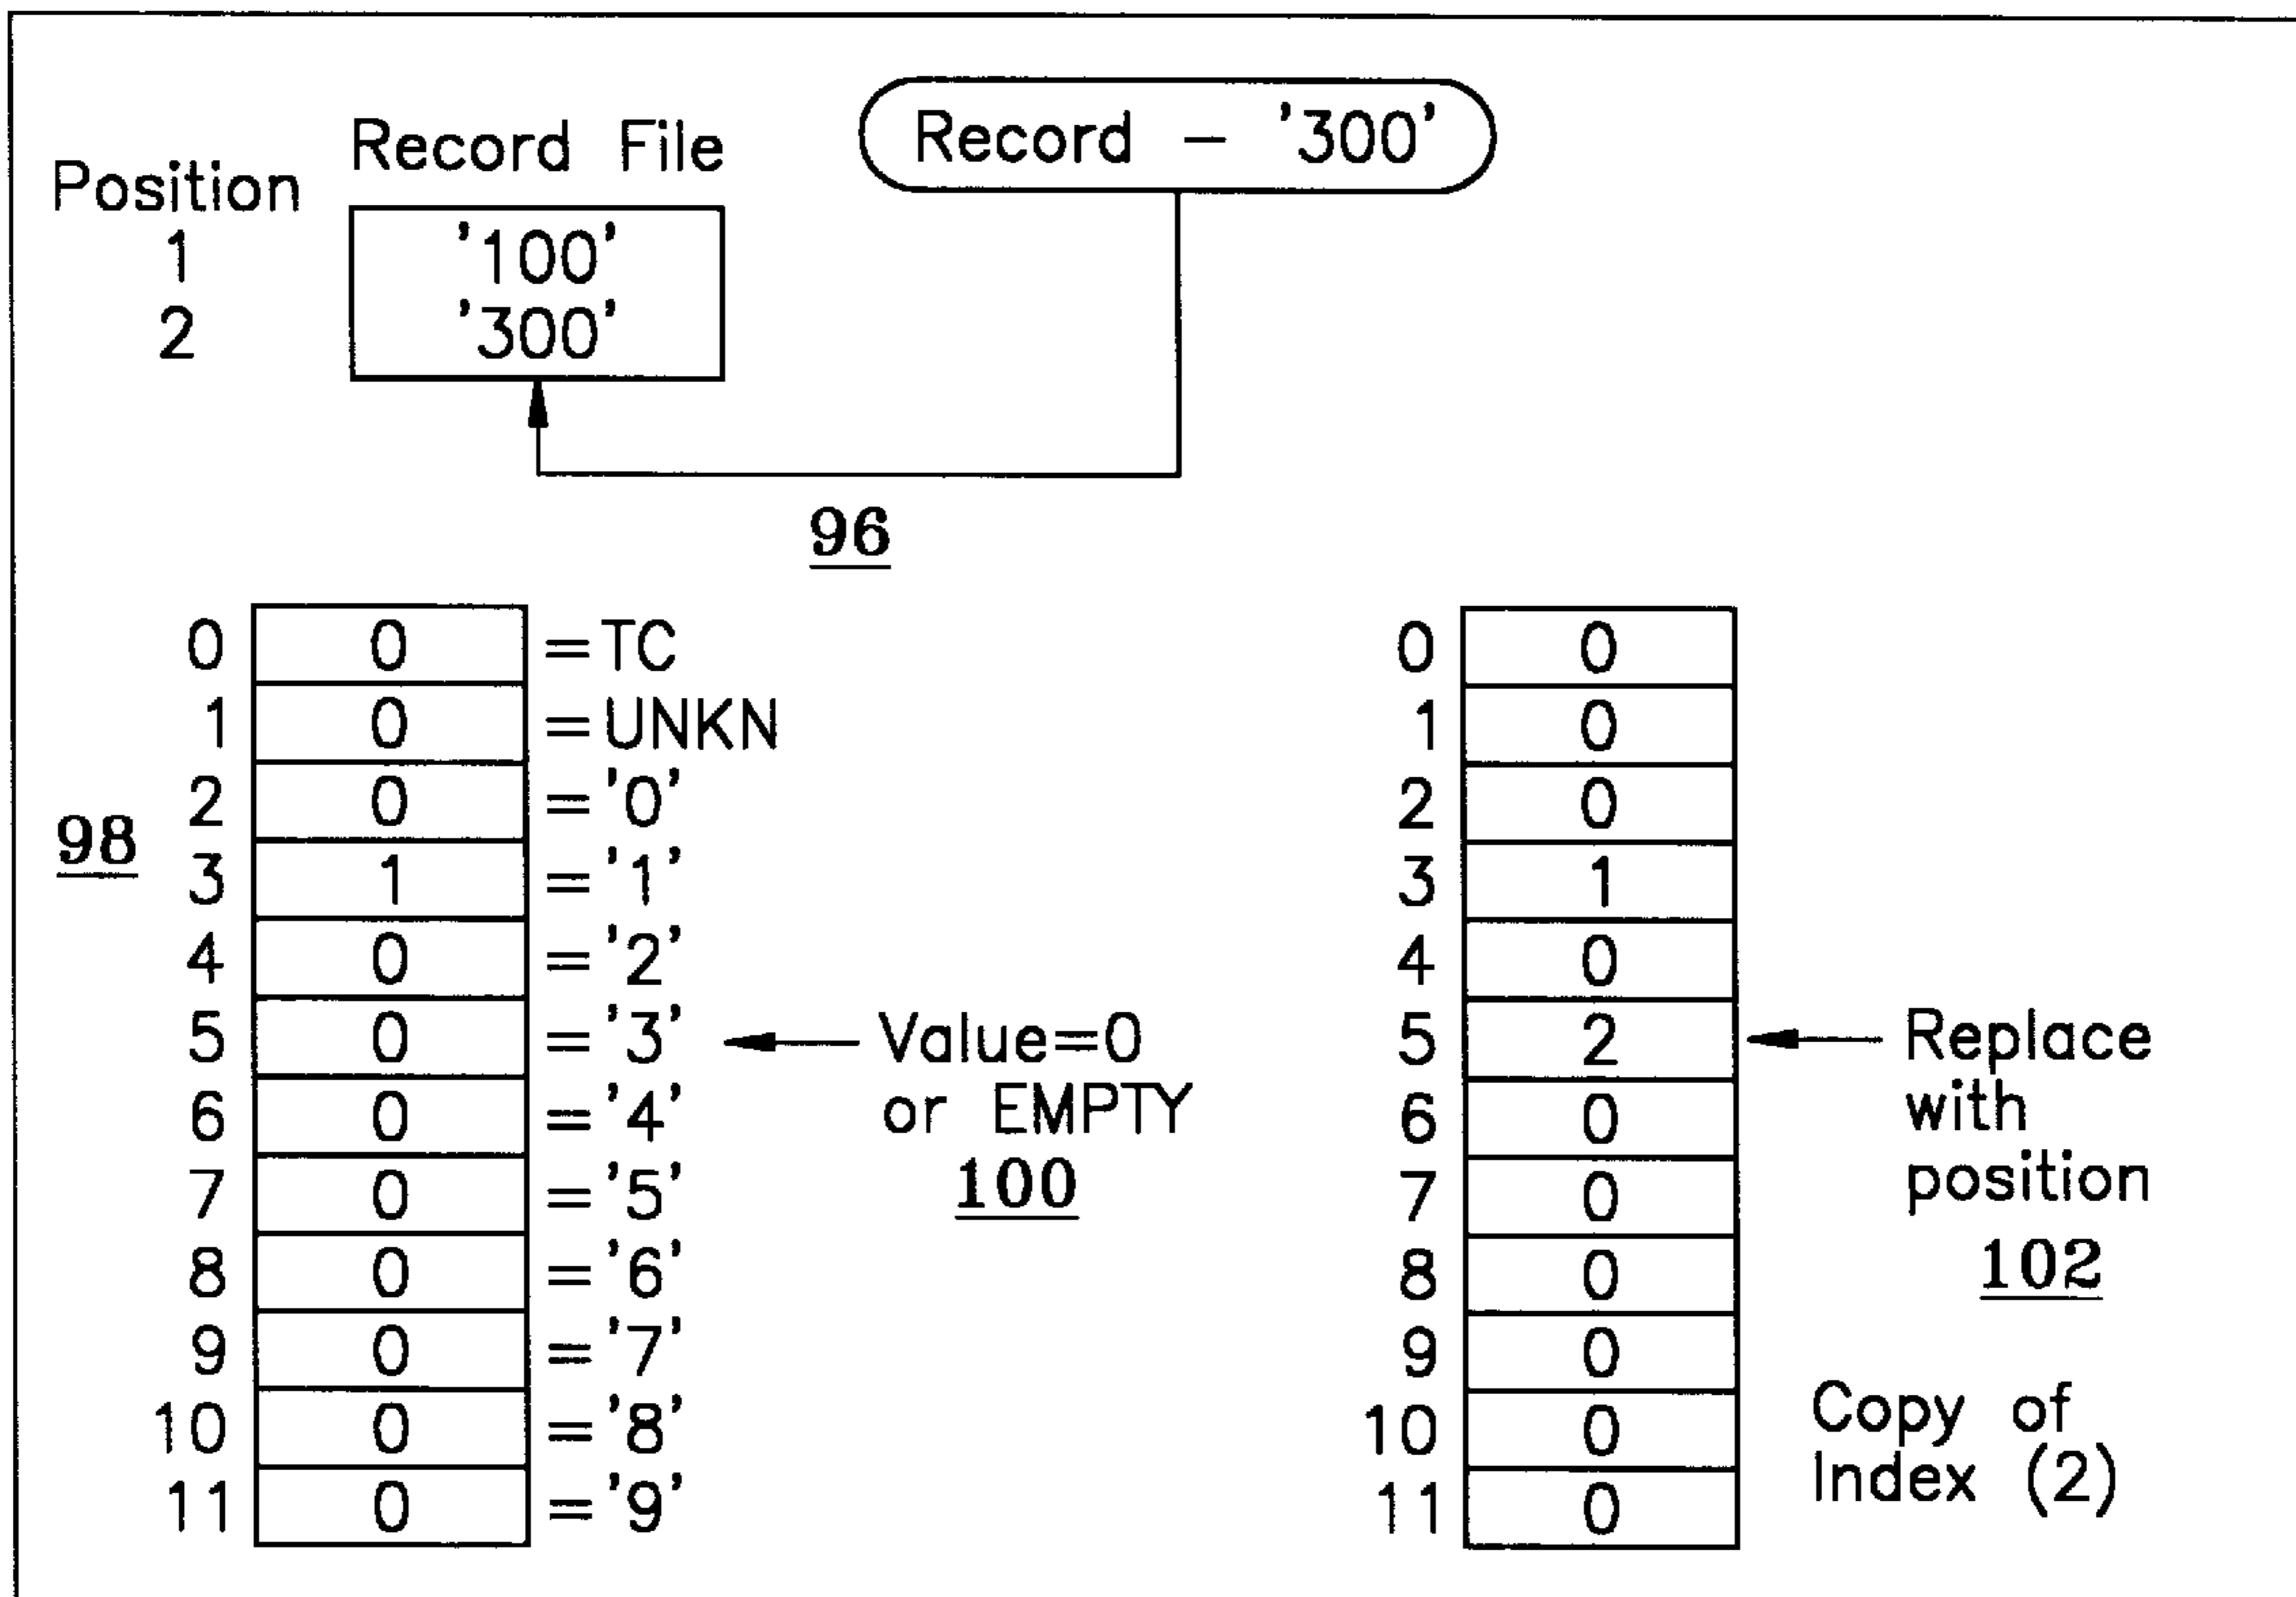 Record - '300'
Record File
Position
1 '100'
2 '300'
96
0 0 =TC
1 0 =UNKN
2 0 ='0'
98
3 1 ='1'
4 0 ='2'
5 0 ='3'
6 0 ='4'
7 0 ='5'
8 0 ='6'
9 0 ='7'
10 0 ='8'
11 0 ='9'
Value=0
or EMPTY
100
0 0
1 0
2 0
3 1
4 0
5 2
6 0
7 0
8 0
9 0
10 0
11 0
Replace
with
position
102
Copy of
Index (2)